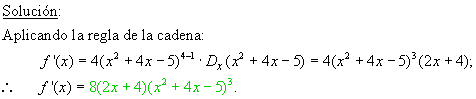 Solución:
Aplicando la regla de la cadena:
f '(x) = 4(x² + 4x − 5)⁴⁻¹ · Dₓ (x² + 4x − 5) = 4(x² + 4x − 5)³(2x + 4);
∴ f '(x) = 8(2x + 4)(x² + 4x − 5)³.